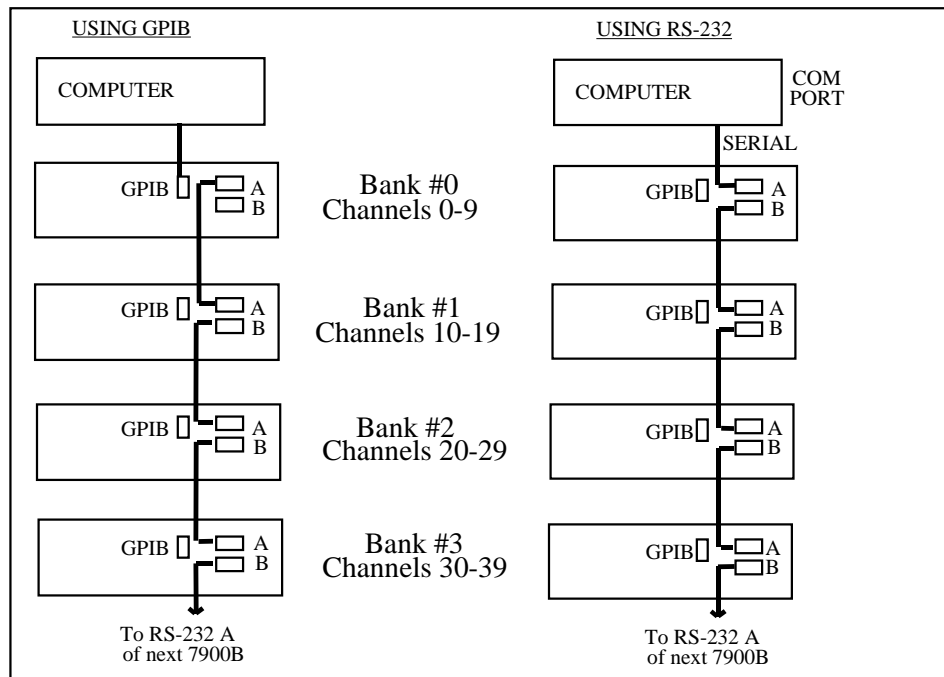 USING GPIB
USING RS-232
COMPUTER
COMPUTER
COM
PORT
SERIAL
GPIB
A
B
Bank #0
Channels 0-9
GPIB
A
B
GPIB
A
B
Bank #1
Channels 10-19
GPIB
A
B
GPIB
A
B
Bank #2
Channels 20-29
GPIB
A
B
GPIB
A
B
Bank #3
Channels 30-39
GPIB
A
B
To RS-232 A
of next 7900B
To RS-232 A
of next 7900B